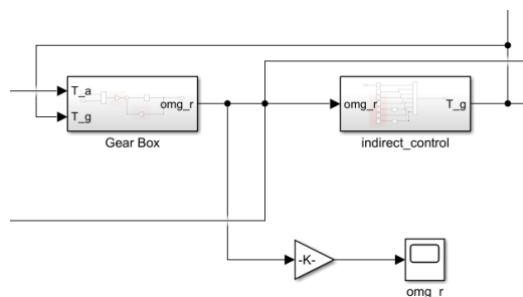 T_a
T_g
omg_r
Gear Box
omg_r
T_g
indirect_control
-K-
omg_r